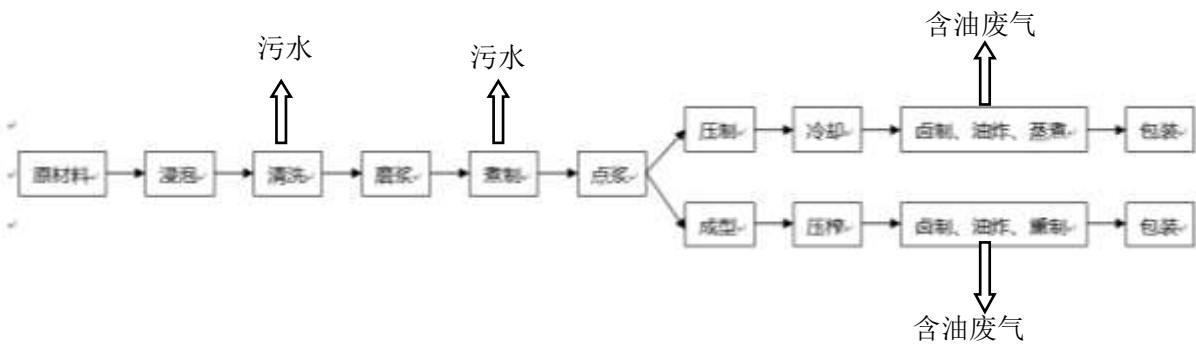 含油废气
污水
污水
压制
冷却
卤制、油炸、蒸煮
包装
原材料
浸泡
清洗
磨浆
煮制
点浆
成型
压榨
卤制、油炸、熏制
包装
含油废气